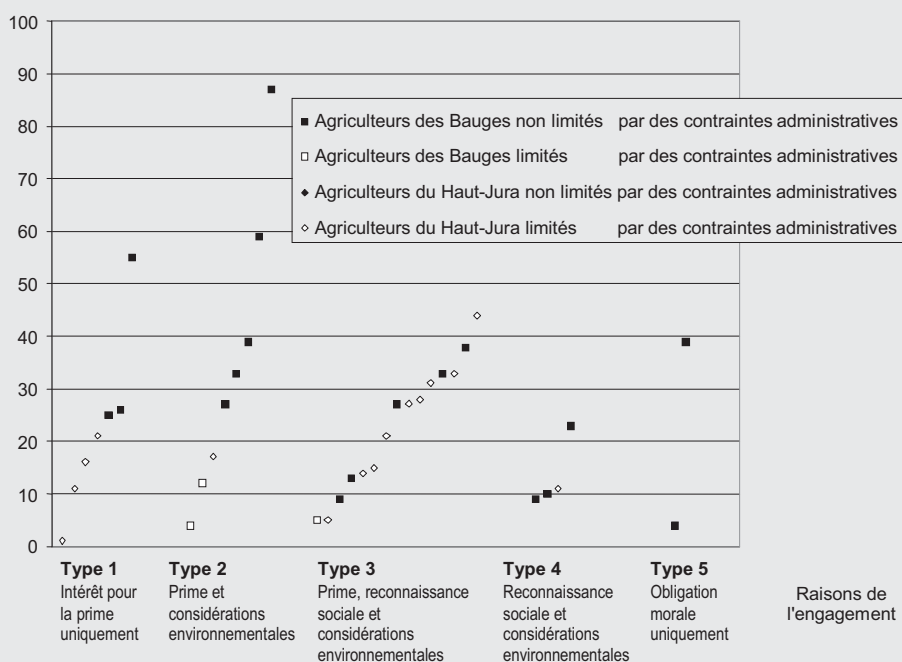 100
90
80
70
60
50
40
30
20
10
0
Agriculteurs des Bauges non limités par des contraintes administratives
Agriculteurs des Bauges limités par des contraintes administratives
Agriculteurs du Haut-Jura non limités par des contraintes administratives
Agriculteurs du Haut-Jura limités par des contraintes administratives
Type 1
Intérêt pour
la prime
uniquement
Type 2
Prime et
considérations
environnementales
Type 3
Prime, reconnaissance
sociale et
considérations
environnementales
Type 4
Reconnaissance
sociale et
considérations
environnementales
Type 5
Obligation
morale
uniquement
Raisons de
l'engagement